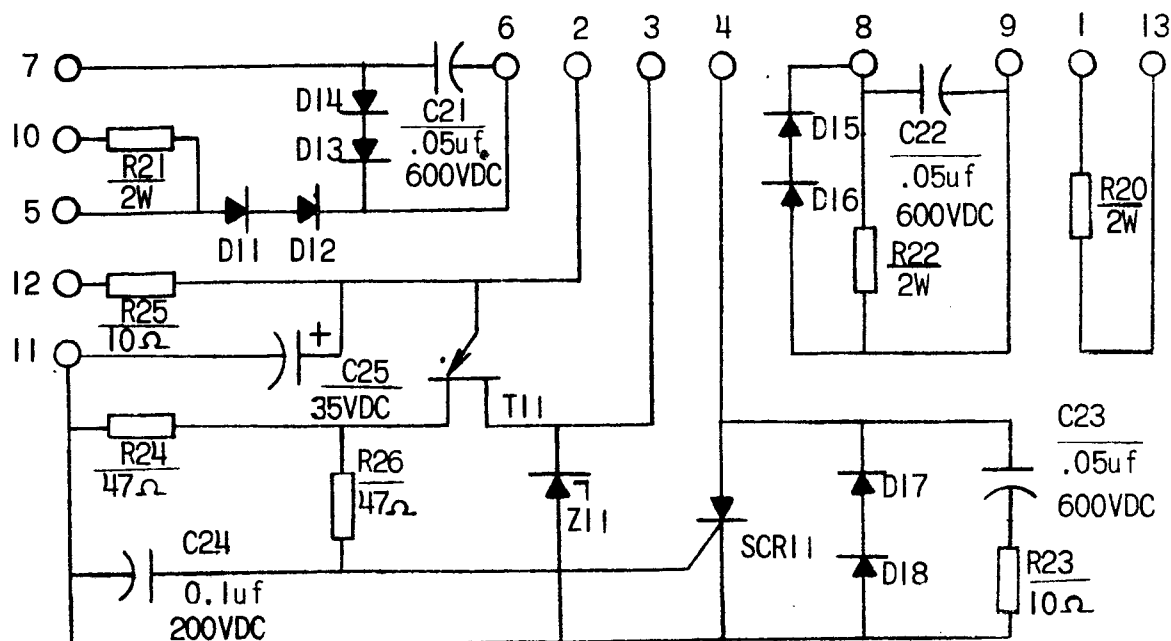 6 2 3 4 8 9 1 13
7
D14
C21
.05uf
600VDC
D15
C22
.05uf
600VDC
10
R21
2W
D13
D16
R20
2W
5
D11 D12
R22
2W
12
R25
10Ω
11
+
C25
35VDC
T11
C23
.05uf
600VDC
R24
47Ω
R26
47Ω
Z11
D17
SCR11
C24
0.1uf
200VDC
D18
R23
10Ω